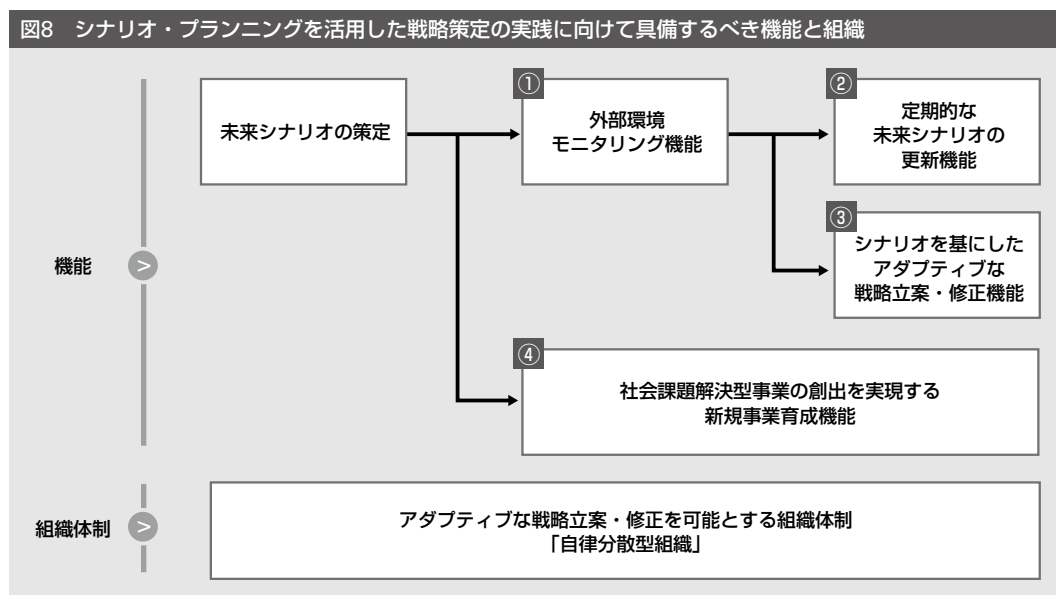 図8　シナリオ・プランニングを活用した戦略策定の実践に向けて具備するべき機能と組織
機能
>
未来シナリオの策定
①
外部環境
モニタリング機能
②
定期的な
未来シナリオの
更新機能
③
シナリオを基にした
アダプティブな
戦略立案・修正機能
④
社会課題解決型事業の創出を実現する
新規事業育成機能
組織体制
>
アダプティブな戦略立案・修正を可能とする組織体制
「自律分散型組織」